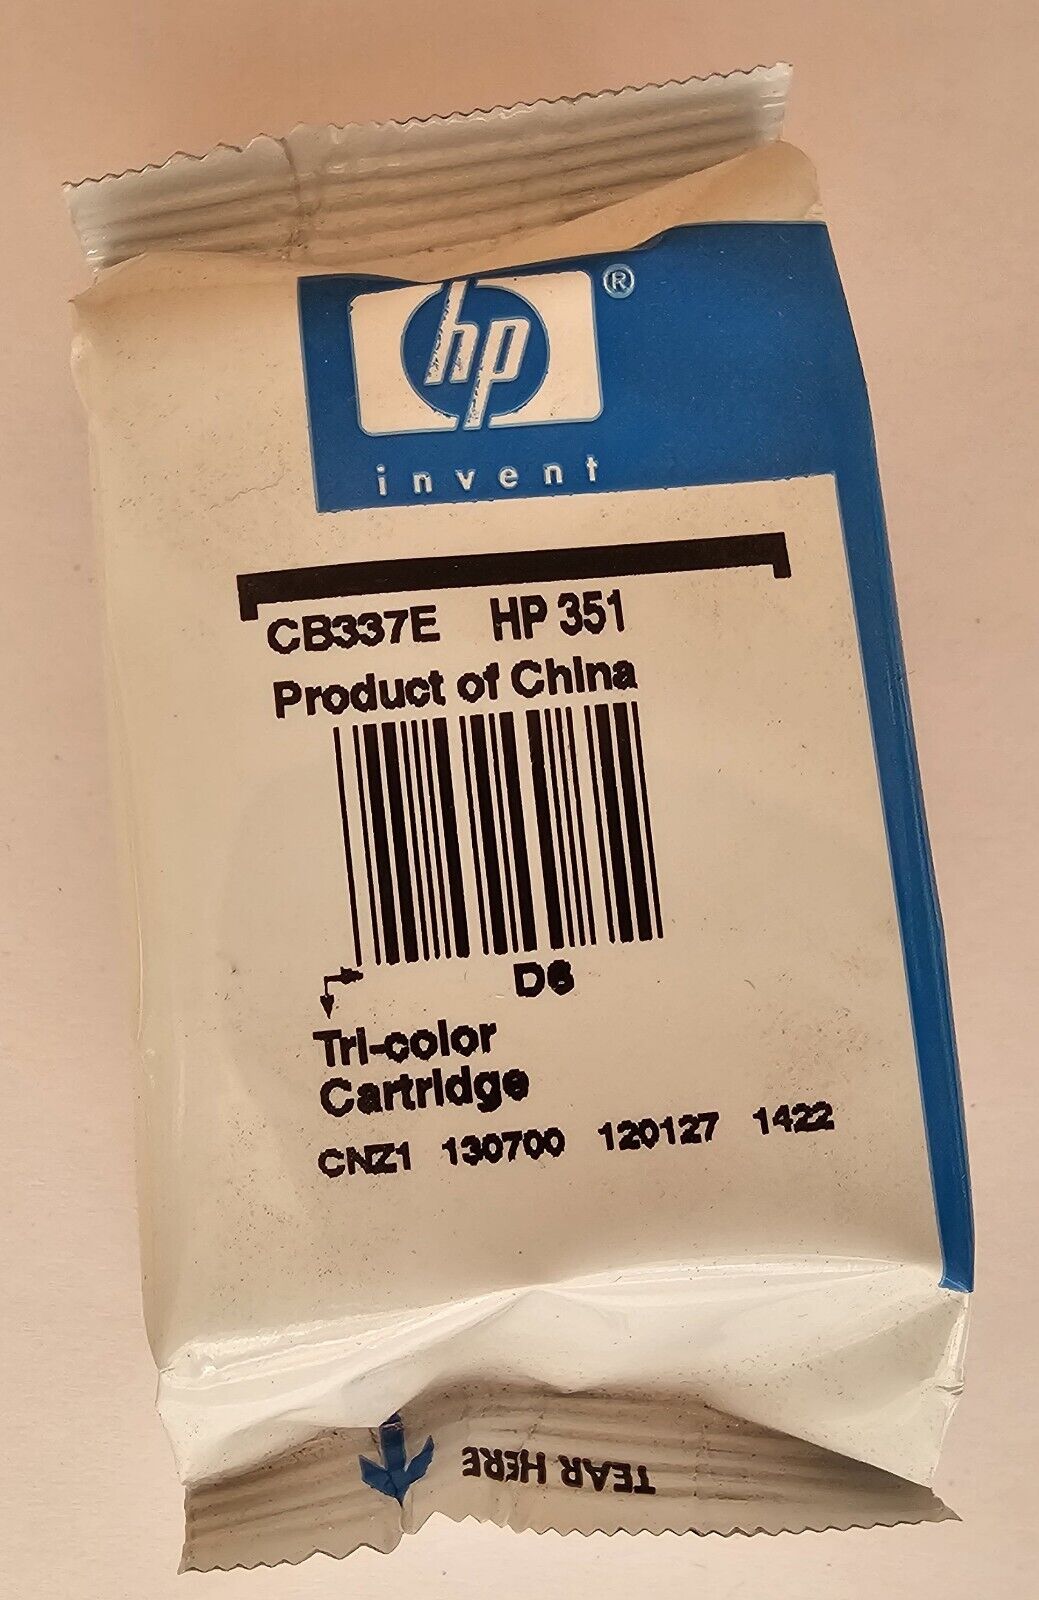 hp ®
invent
CB337E HP 351
Product of China
D6
Tri-color
Cartridge
CNZ1 130700 120127 1422
TEAR HERE